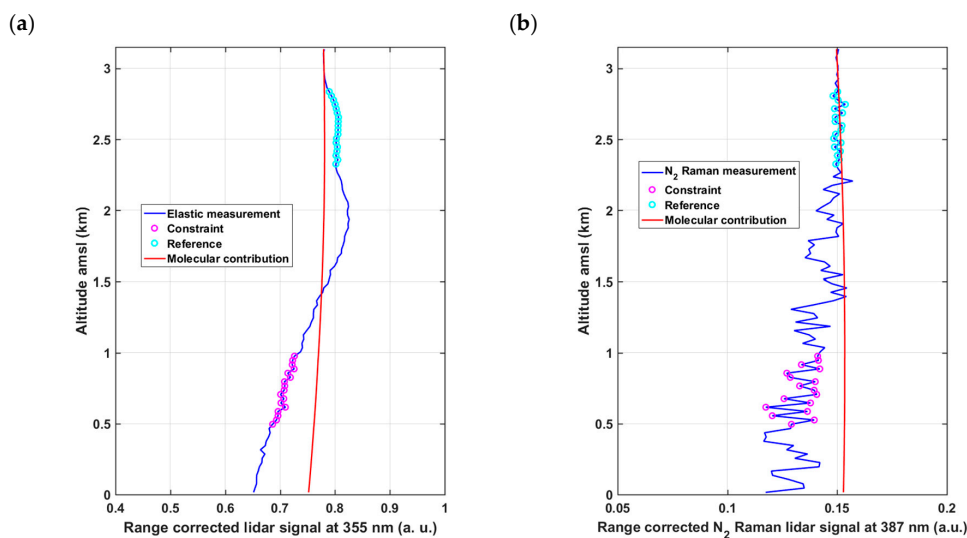 (a)
(b)
3
2.5
2
1.5
1
0.5
0
0.4
0.5
0.6
0.7
0.8
0.9
1
Altitude amsl (km)
Range corrected lidar signal at 355 nm (a. u.)
Elastic measurement
Constraint
Reference
Molecular contribution
3
2.5
2
1.5
1
0.5
0
0.05
0.1
0.15
0.2
Altitude amsl (km)
Range corrected N₂ Raman lidar signal at 387 nm (a.u.)
N₂ Raman measurement
Constraint
Reference
Molecular contribution